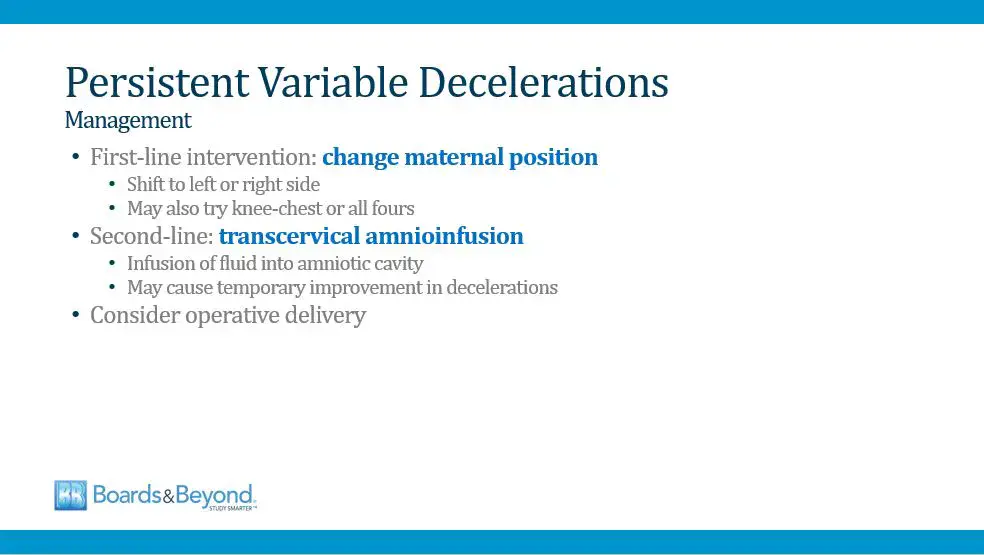 Persistent Variable Decelerations
Management
• First-line intervention: change maternal position
• Shift to left or right side
• May also try knee-chest or all fours
• Second-line: transcervical amnioinfusion
• Infusion of fluid into amniotic cavity
• May cause temporary improvement in decelerations
• Consider operative delivery
BB Boards&Beyond®
STUDY SMARTER™